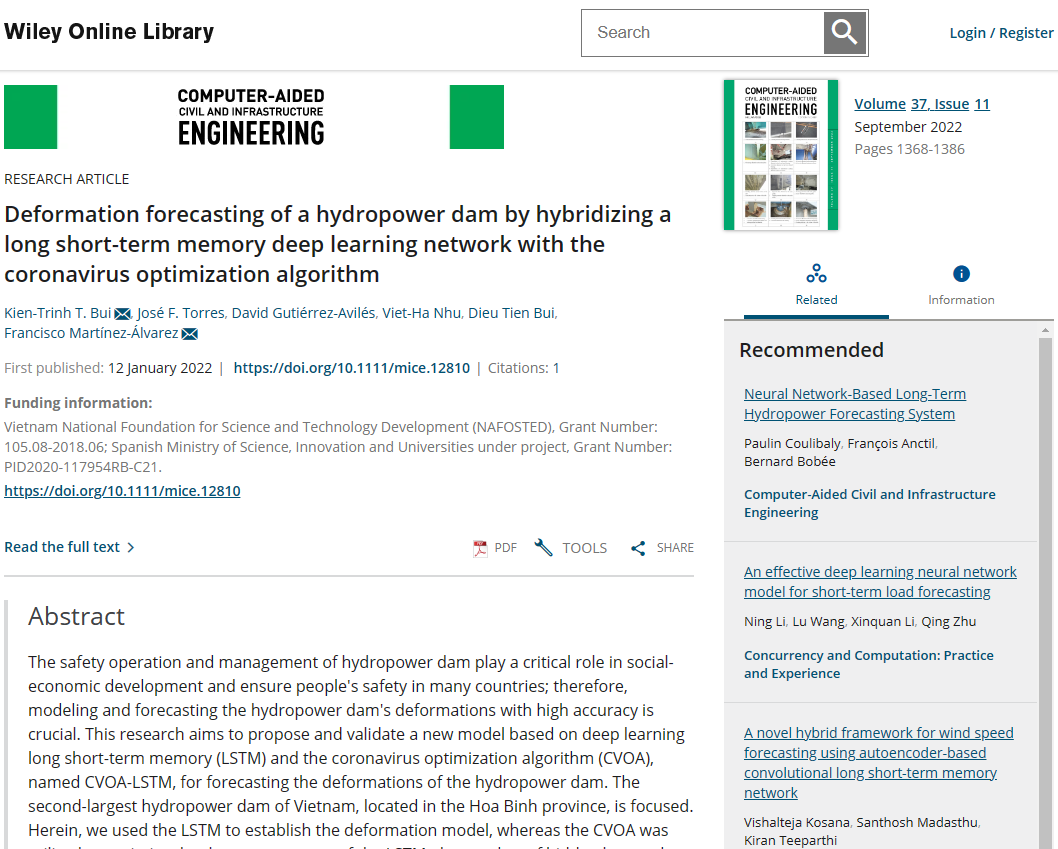 Wiley Online Library
Search
Login / Register
COMPUTER-AIDED
CIVIL AND INFRASTRUCTURE
ENGINEERING
RESEARCH ARTICLE
Deformation forecasting of a hydropower dam by hybridizing a
long short-term memory deep learning network with the
coronavirus optimization algorithm
Kien-Trinh T. Bui, José F. Torres, David Gutiérrez-Avilés, Viet-Ha Nhu, Dieu Tien Bui,
Francisco Martínez-Álvarez
First published: 12 January 2022 | https://doi.org/10.1111/mice.12810 | Citations: 1
Funding information:
Vietnam National Foundation for Science and Technology Development (NAFOSTED), Grant Number:
105.08-2018.06; Spanish Ministry of Science, Innovation and Universities under project, Grant Number:
PID2020-117954RB-C21.
https://doi.org/10.1111/mice.12810
Read the full text
PDF TOOLS SHARE
Abstract
The safety operation and management of hydropower dam play a critical role in social-
economic development and ensure people's safety in many countries; therefore,
modeling and forecasting the hydropower dam's deformations with high accuracy is
crucial. This research aims to propose and validate a new model based on deep learning
long short-term memory (LSTM) and the coronavirus optimization algorithm (CVOA),
named CVOA-LSTM, for forecasting the deformations of the hydropower dam. The
second-largest hydropower dam of Vietnam, located in the Hoa Binh province, is focused.
Herein, we used the LSTM to establish the deformation model, whereas the CVOA was
COMPUTER-AIDED
CIVIL AND INFRASTRUCTURE
ENGINEERING
Volume 37, Issue 11
September 2022
Pages 1368-1386
Related
Information
Recommended
Neural Network-Based Long-Term
Hydropower Forecasting System
Paulin Coulibaly, François Anctil,
Bernard Bobée
Computer-Aided Civil and Infrastructure
Engineering
An effective deep learning neural network
model for short-term load forecasting
Ning Li, Lu Wang, Xinquan Li, Qing Zhu
Concurrency and Computation: Practice
and Experience
A novel hybrid framework for wind speed
forecasting using autoencoder-based
convolutional long short-term memory
network
Vishalteja Kosana, Santhosh Madasthu,
Kiran Teeparthi